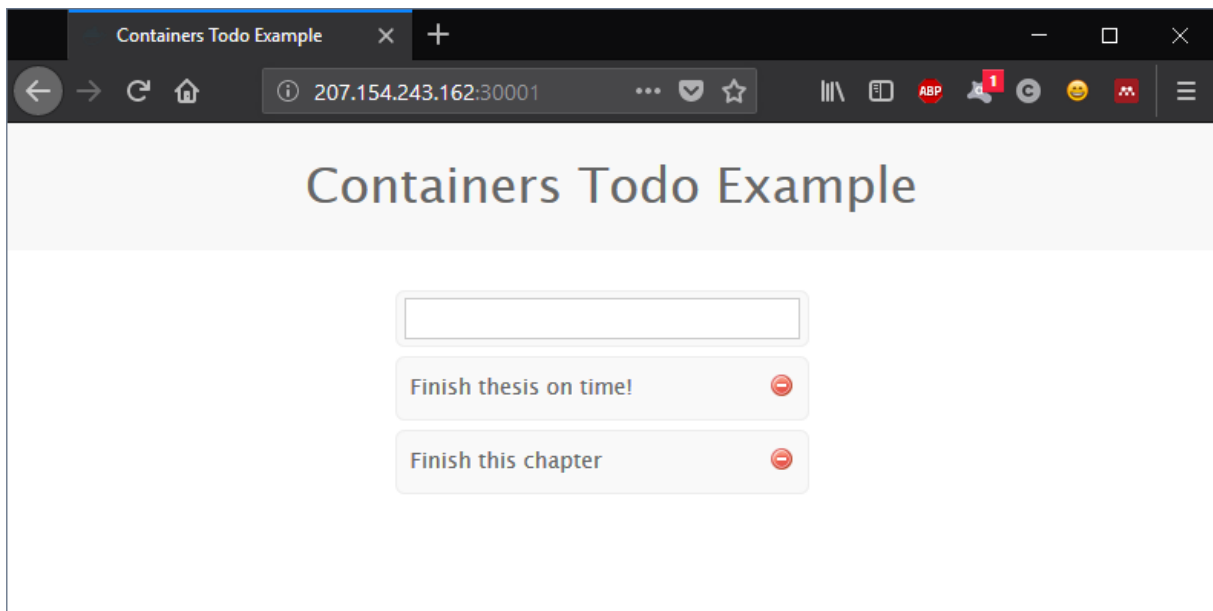 Containers Todo Example
207.154.243.162:30001
ABP
1
Containers Todo Example
Finish thesis on time!
Finish this chapter